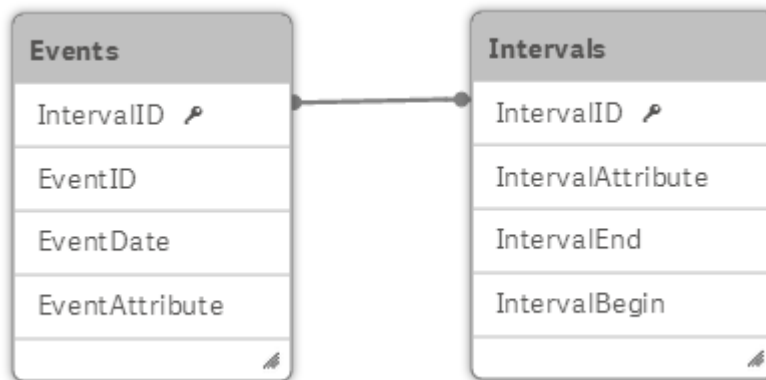 Events
IntervalID
EventID
EventDate
EventAttribute
Intervals
IntervalID
IntervalAttribute
IntervalEnd
IntervalBegin